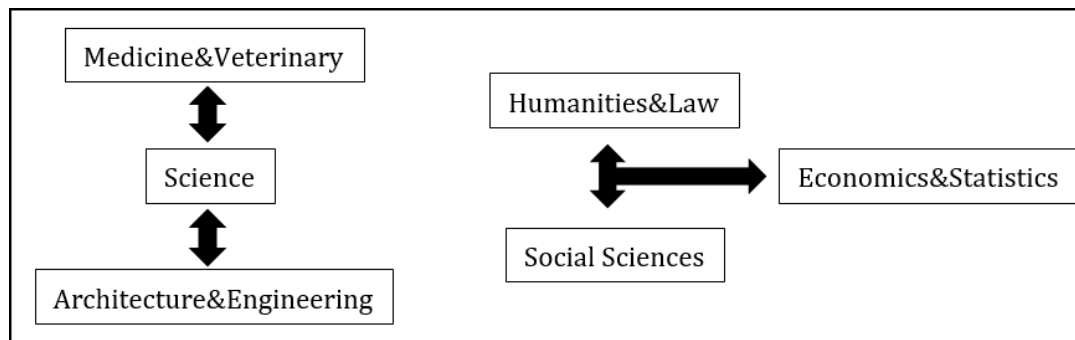 Medicine&Veterinary
Science
Architecture&Engineering
Humanities&Law
Economics&Statistics
Social Sciences